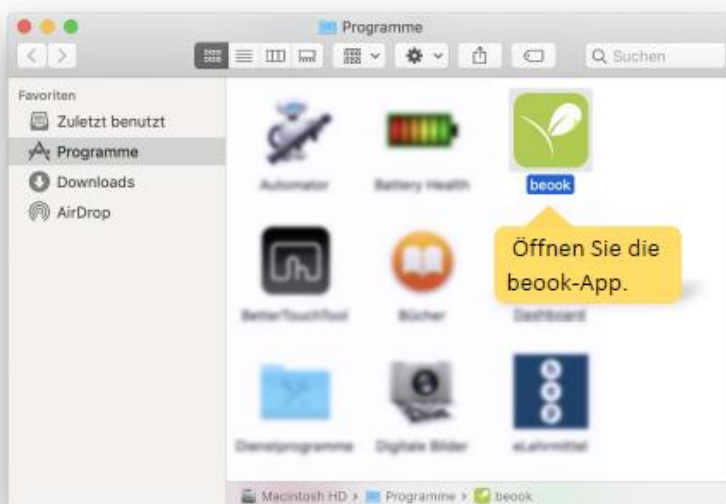 Programme
Suchen
Favoriten
Zuletzt benutzt
Programme
Downloads
AirDrop
Automator
Battery Health
beook
Öffnen Sie die
beook-App.
BetterTouchTool
Bücher
Dashboard
Dienstprogramme
Digitale Bilder
eLehrmittel
Macintosh HD › Programme › beook